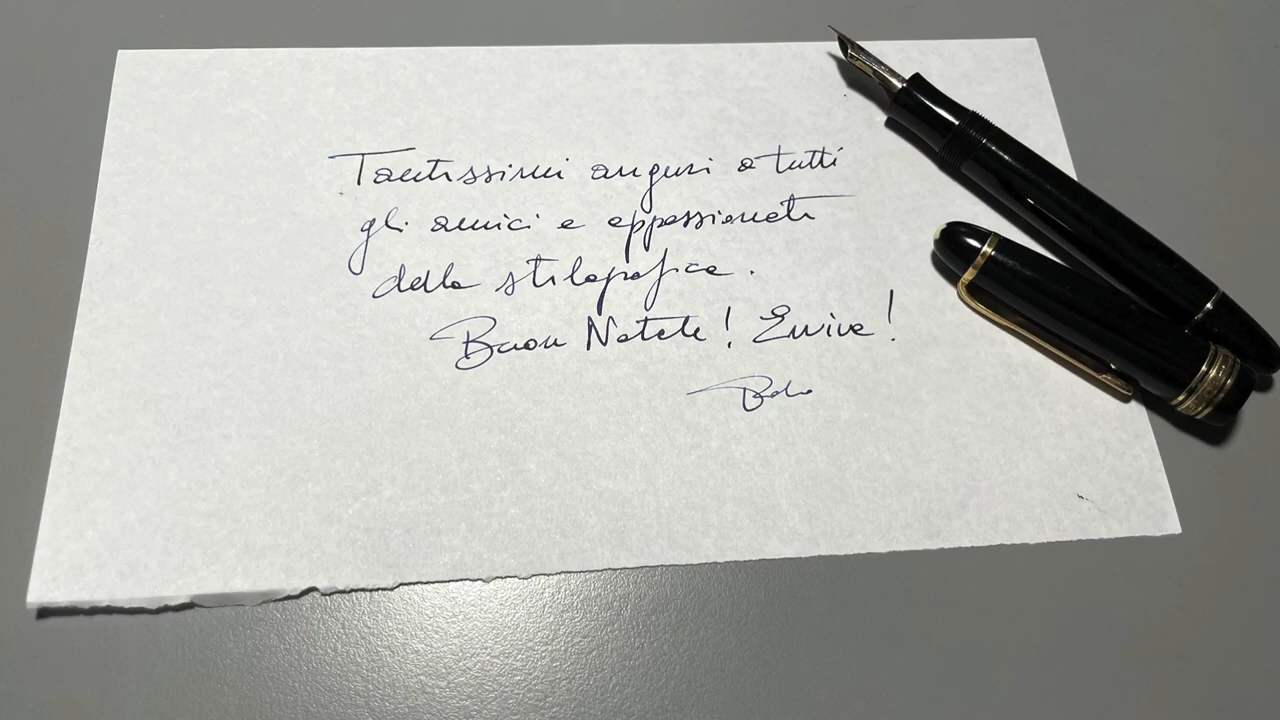 Tantissimi auguri a tutti
gli amici e appassionati
della stilografica.
Buon Natale! Evviva!